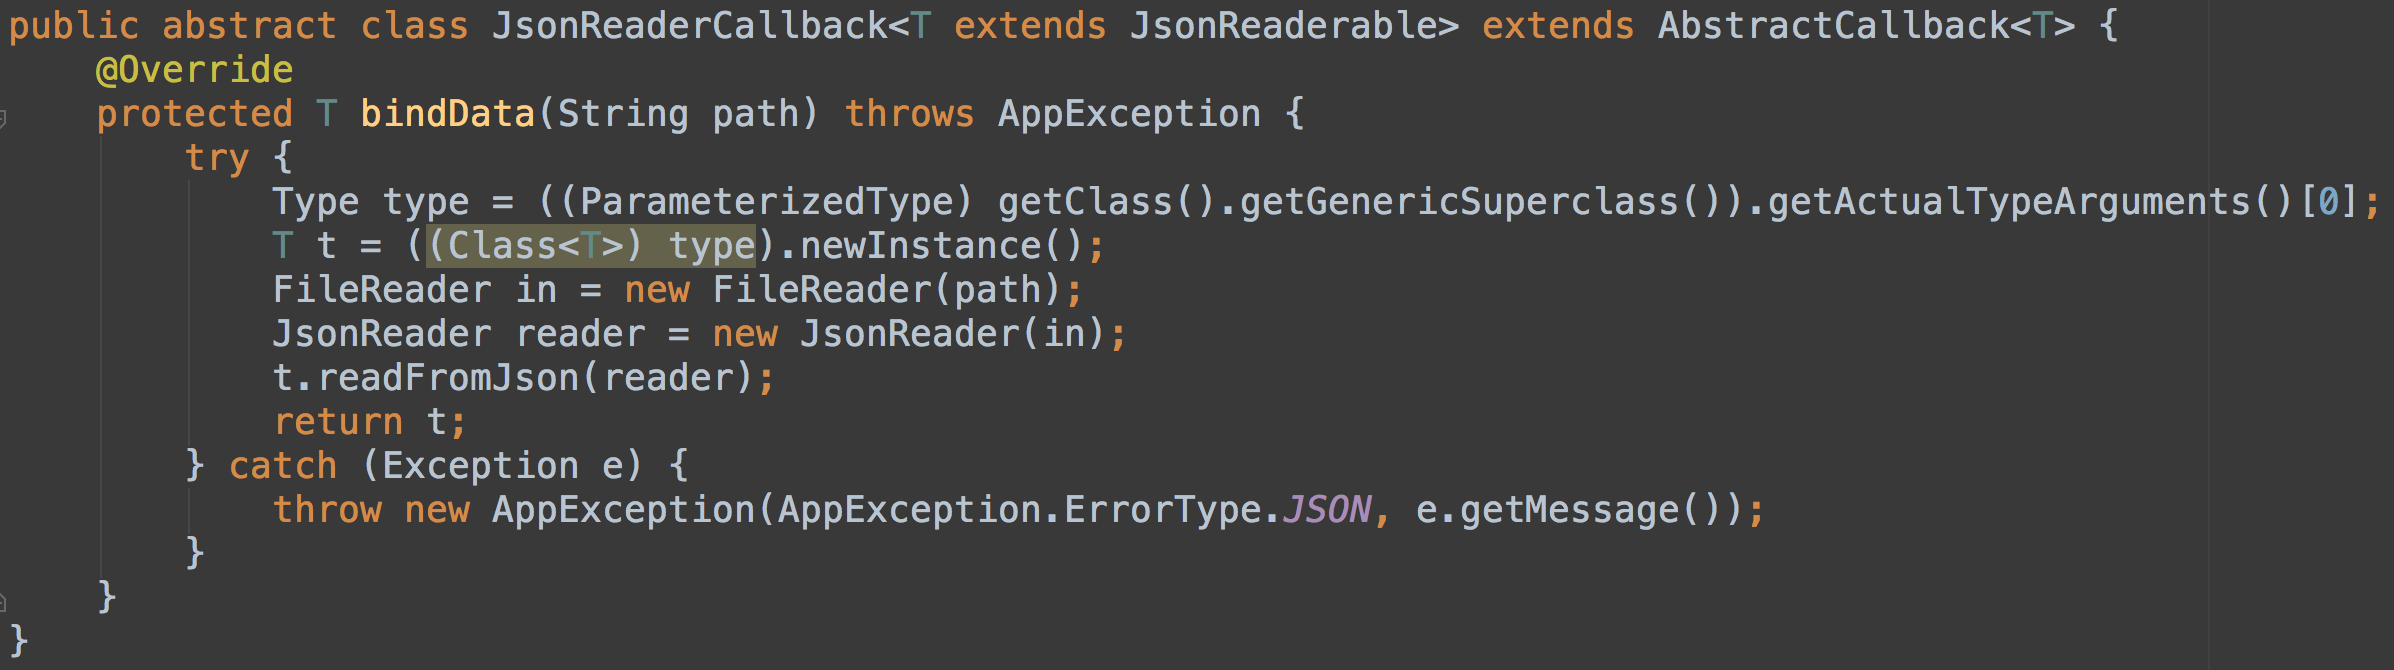 public abstract class JsonReaderCallback<T extends JsonReaderable> extends AbstractCallback<T> {
    @Override
    protected T bindData(String path) throws AppException {
        try {
            Type type = ((ParameterizedType) getClass().getGenericSuperclass()).getActualTypeArguments()[0];
            T t = ((Class<T>) type).newInstance();
            FileReader in = new FileReader(path);
            JsonReader reader = new JsonReader(in);
            t.readFromJson(reader);
            return t;
        } catch (Exception e) {
            throw new AppException(AppException.ErrorType.JSON, e.getMessage());
        }
    }
}